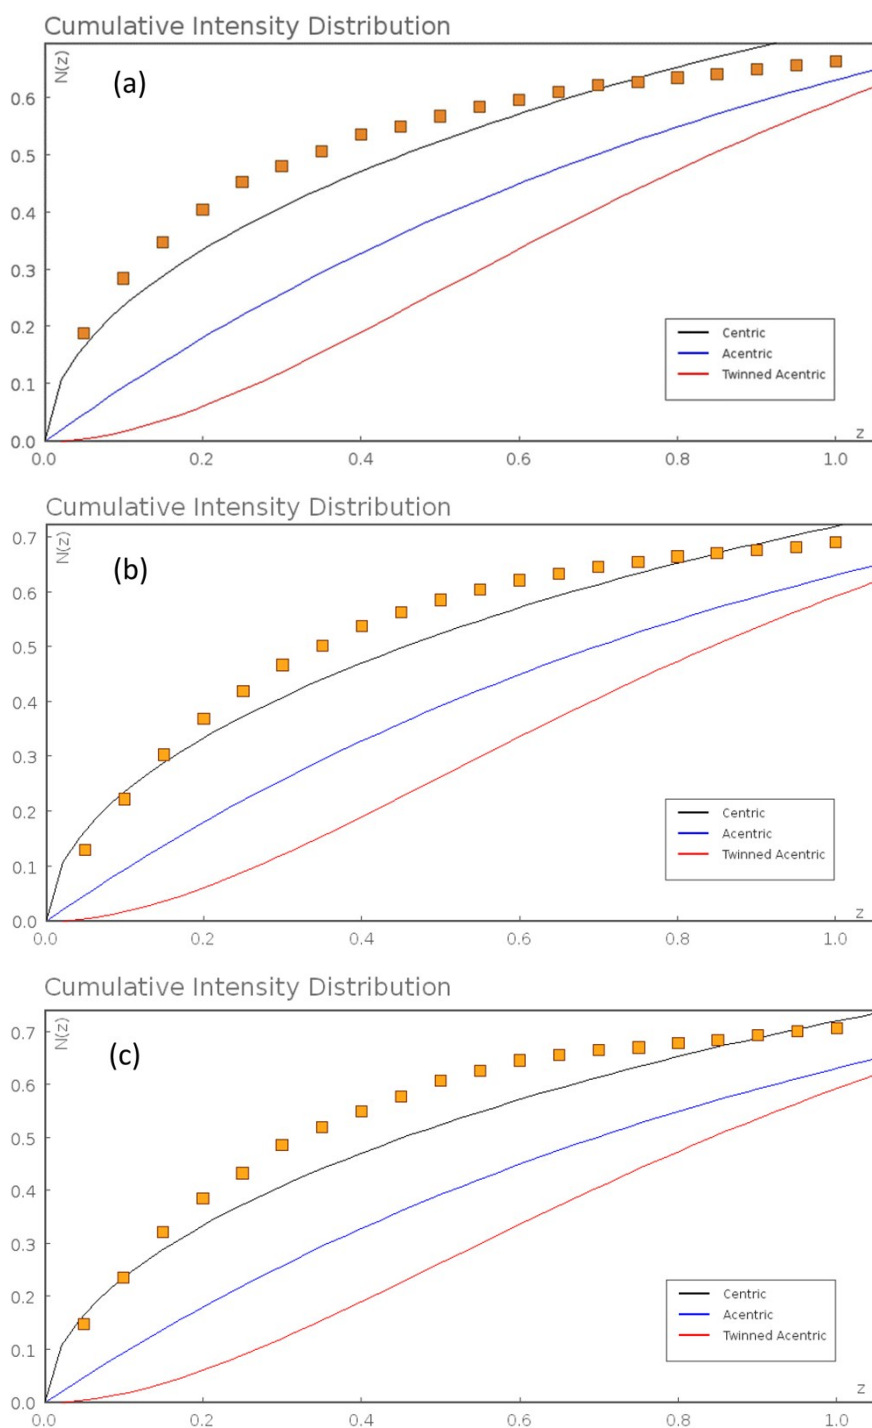 Cumulative Intensity Distribution
N(z)
(a)
0.6
0.5
0.4
0.3
0.2
0.1
0.0
Centric
Acentric
Twinned Acentric
z
0.0 0.2 0.4 0.6 0.8 1.0
Cumulative Intensity Distribution
N(z)
(b)
0.7
0.6
0.5
0.4
0.3
0.2
0.1
0.0
Centric
Acentric
Twinned Acentric
z
0.0 0.2 0.4 0.6 0.8 1.0
Cumulative Intensity Distribution
N(z)
(c)
0.7
0.6
0.5
0.4
0.3
0.2
0.1
0.0
Centric
Acentric
Twinned Acentric
z
0.0 0.2 0.4 0.6 0.8 1.0